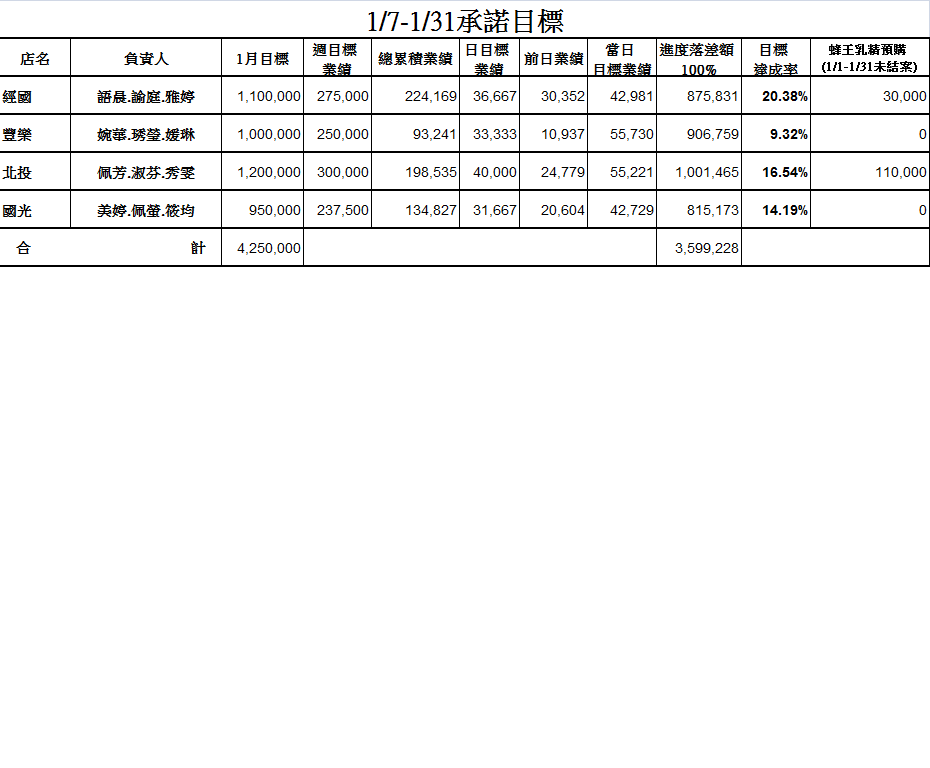 1/7-1/31承諾目標
店名 負責人 1月目標 週目標業績 總累積業績 日目標業績 前日業績 當日目標業績 進度落差額100% 目標達成率 蜂王乳精預購(1/1-1/31未結案)
經國 語晨.諭庭.雅婷 1,100,000 275,000 224,169 36,667 30,352 42,981 875,831 20.38% 30,000
豐樂 婉華.琇瑩.媛琳 1,000,000 250,000 93,241 33,333 10,937 55,730 906,759 9.32% 0
北投 佩芳.淑芬.秀雯 1,200,000 300,000 198,535 40,000 24,779 55,221 1,001,465 16.54% 110,000
國光 美婷.佩螢.筱均 950,000 237,500 134,827 31,667 20,604 42,729 815,173 14.19% 0
合 計 4,250,000 3,599,228